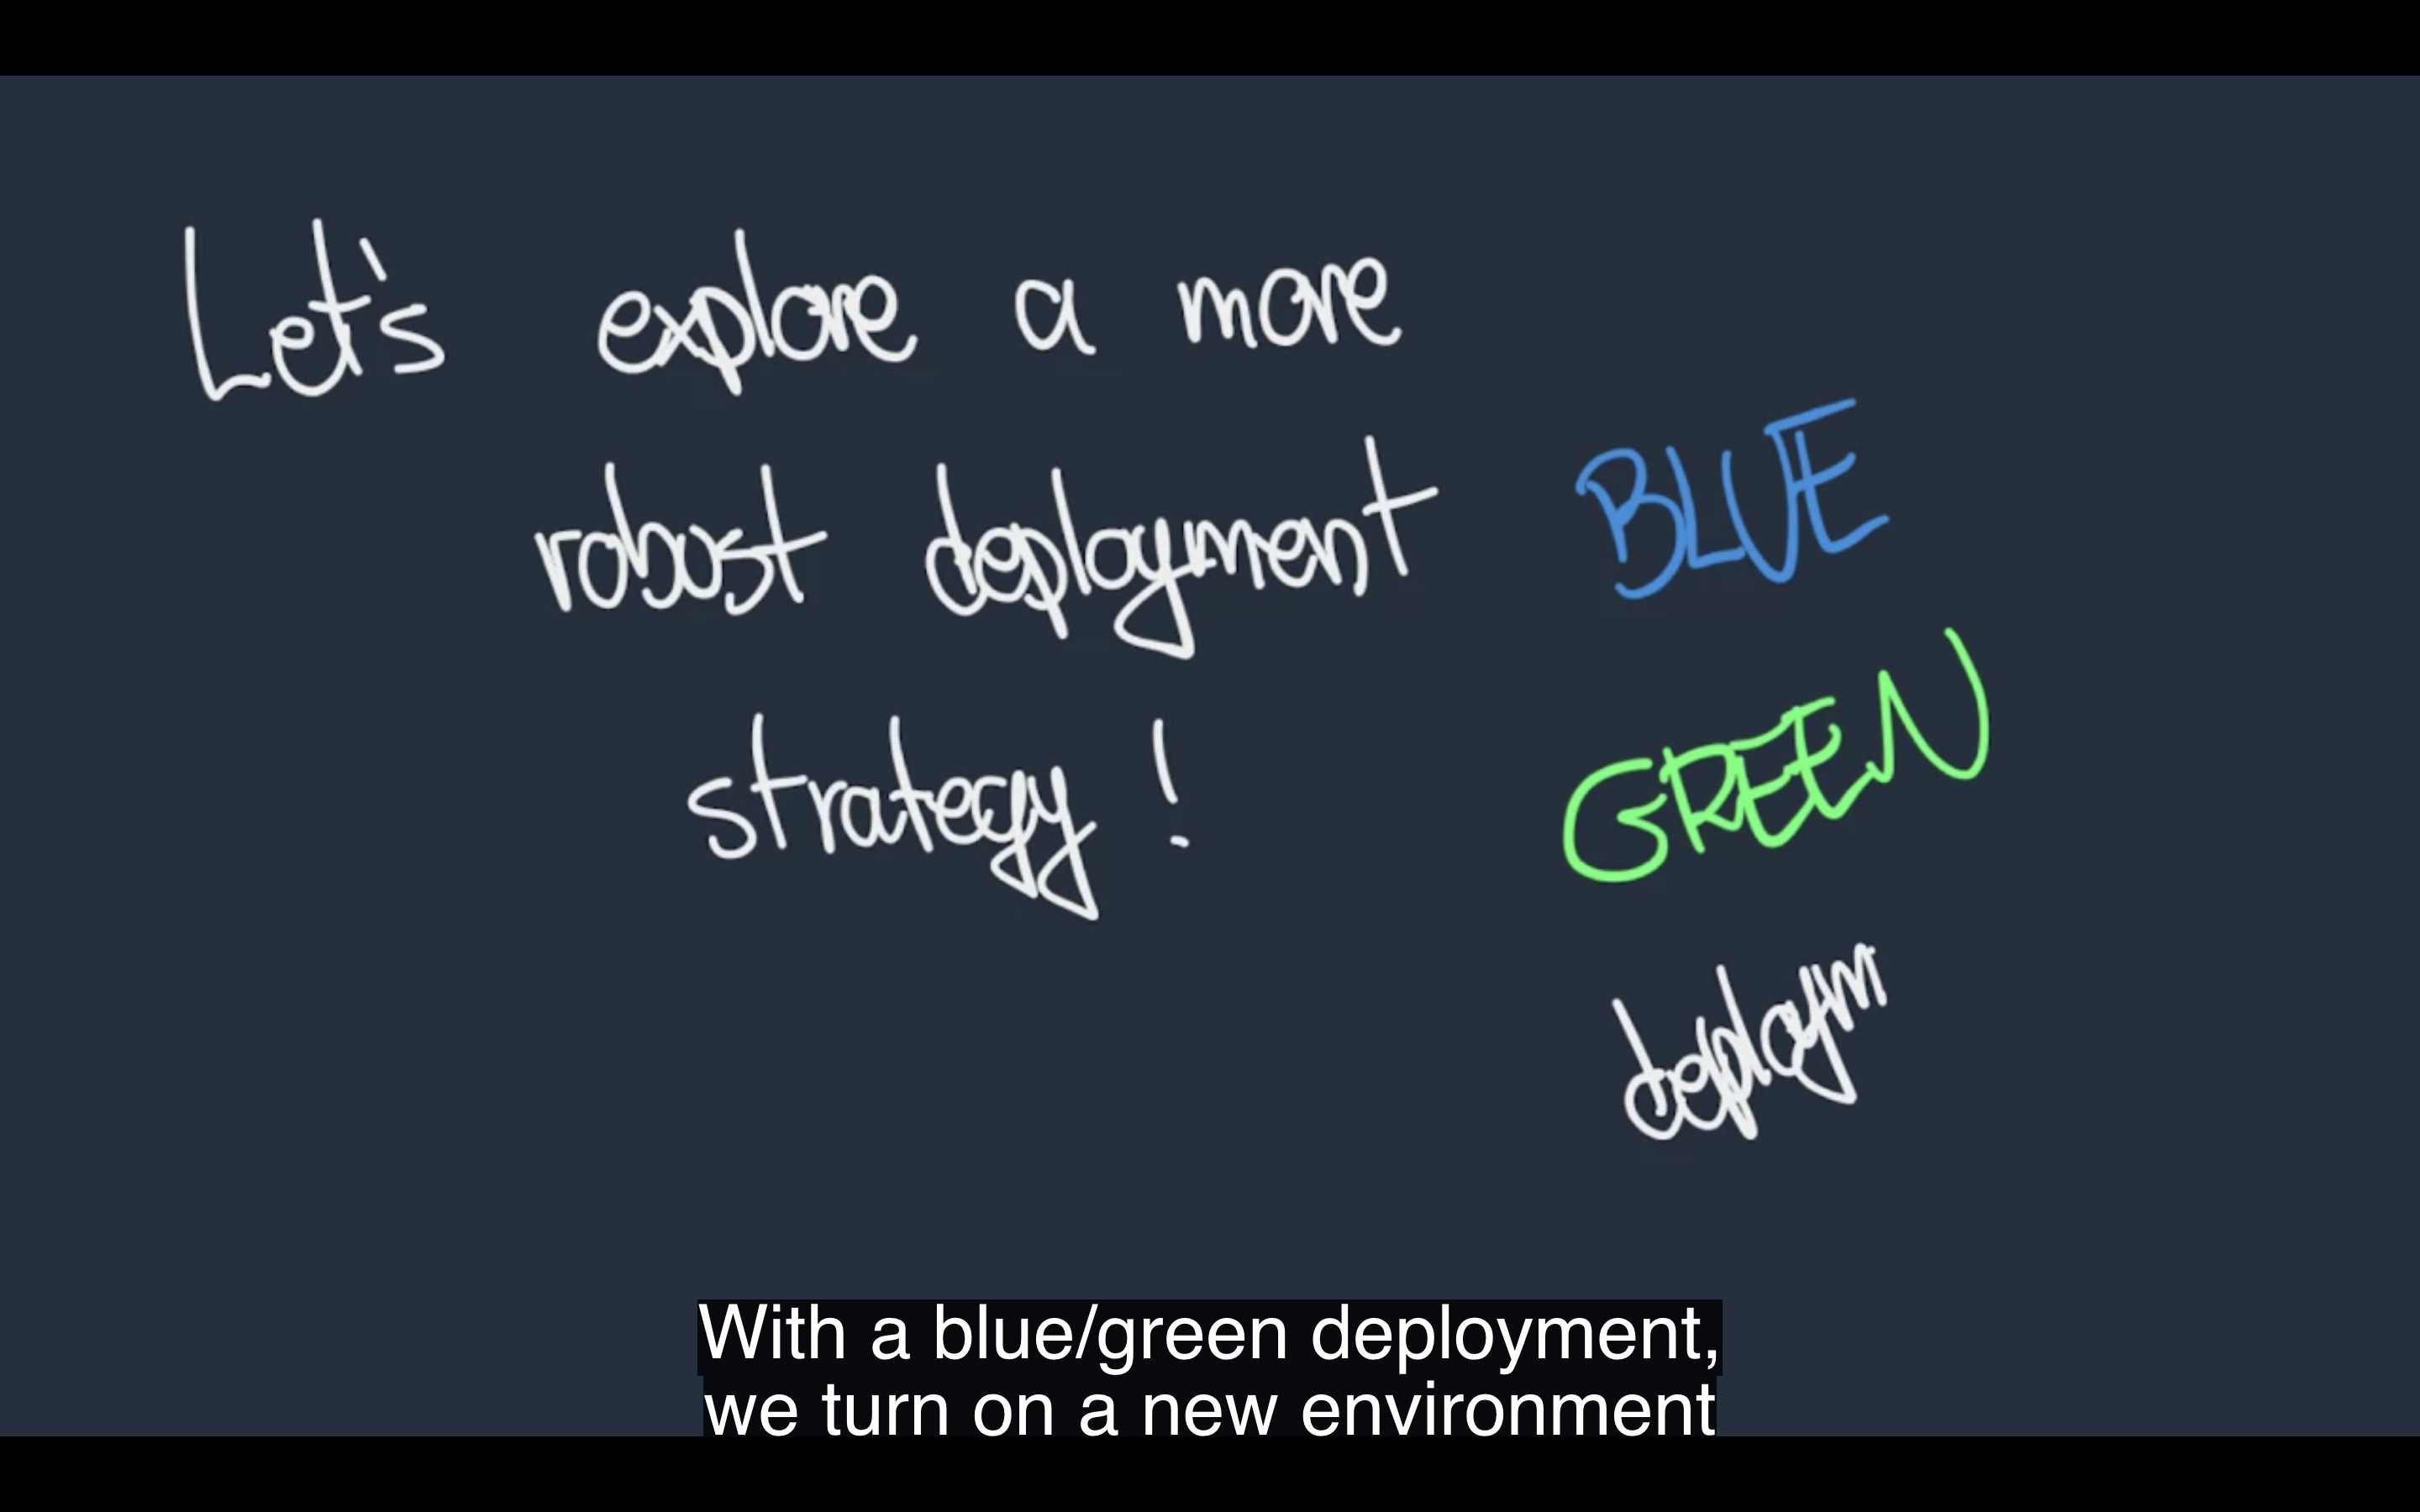 Let's explore a more
robust deployment
strategy!
BLUE
GREEN
deploym
With a blue/green deployment,
we turn on a new environment